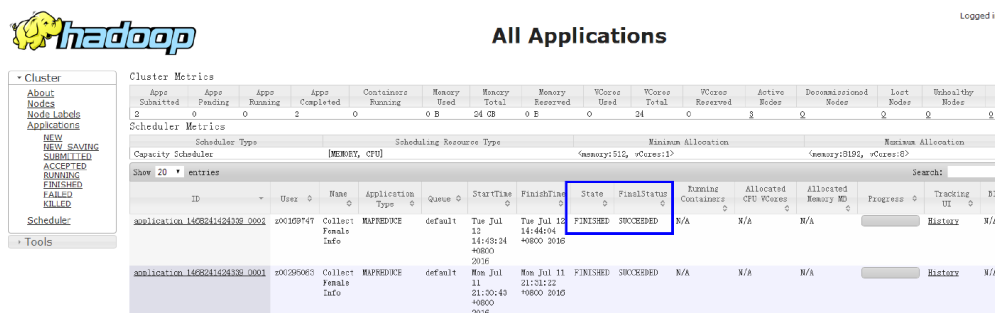 hadoop
All Applications
Logged i
Cluster
About
Nodes
Node Labels
Applications
NEW
NEW_SAVING
SUBMITTED
ACCEPTED
RUNNING
FINISHED
FAILED
KILLED
Scheduler
Tools
Cluster Metrics
Apps Submitted Apps Pending Apps Running Apps Completed Containers Running Memory Used Memory Total Memory Reserved VCores Used VCores Total VCores Reserved Active Nodes Decommissioned Nodes Lost Nodes Unhealthy Nodes
2 0 0 2 0 0 B 24 GB 0 B 0 24 0 3 0 0 0
Scheduler Metrics
Scheduler Type Scheduling Resource Type Minimum Allocation Maximum Allocation
Capacity Scheduler [MEMORY, CPU] <memory:512, vCores:1> <memory:8192, vCores:8>
Show 20 entries Search:
ID User Name Application Type Queue StartTime FinishTime State FinalStatus Running Containers Allocated CPU VCores Allocated Memory MB Progress Tracking UI Bl
application_1468241424339_0002 z00169747 Collect MAPREDUCE default Tue Jul Tue Jul 12 FINISHED SUCCEEDED N/A N/A N/A History N/A
Female 12 14:44:04
Info 14:43:24 +0800 2016
+0800
2016
application_1468241424339_0001 z00296063 Collect MAPREDUCE default Mon Jul Mon Jul 11 FINISHED SUCCEEDED N/A N/A N/A History N/A
Female 11 21:31:22
Info 21:30:43 +0800 2016
+0800
2016